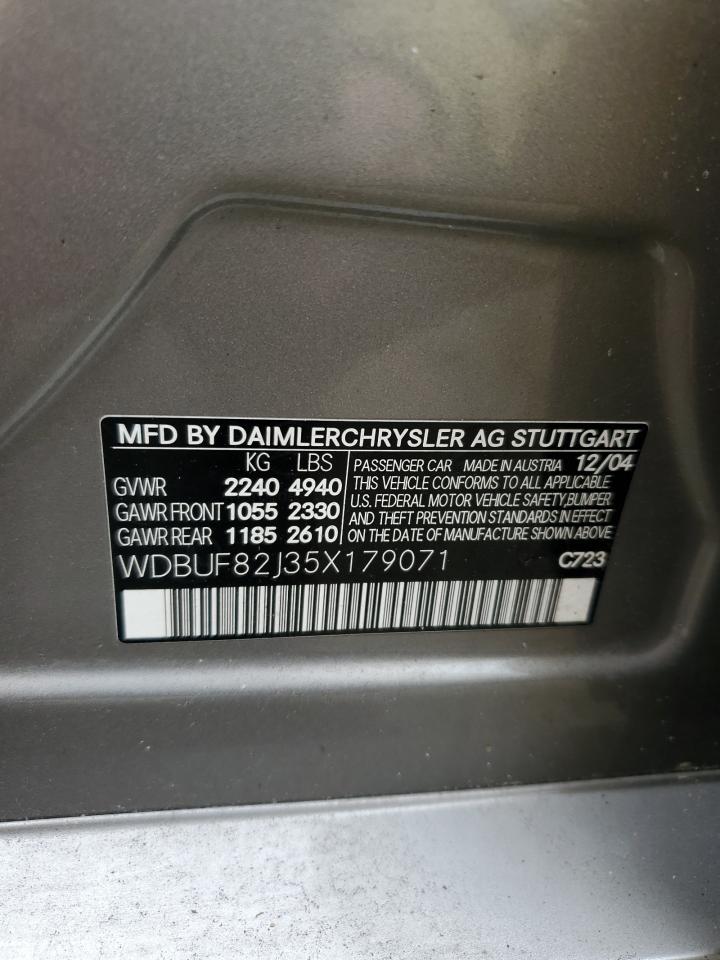 MFD BY DAIMLERCHRYSLER AG STUTTGART
KG LBS
GVWR 2240 4940
GAWR FRONT 1055 2330
GAWR REAR 1185 2610
PASSENGER CAR MADE IN AUSTRIA 12/04
THIS VEHICLE CONFORMS TO ALL APPLICABLE
U.S. FEDERAL MOTOR VEHICLE SAFETY,BUMPER
AND THEFT PREVENTION STANDARDS IN EFFECT
ON THE DATE OF MANUFACTURE SHOWN ABOVE
WDBUF82J35X179071 C723